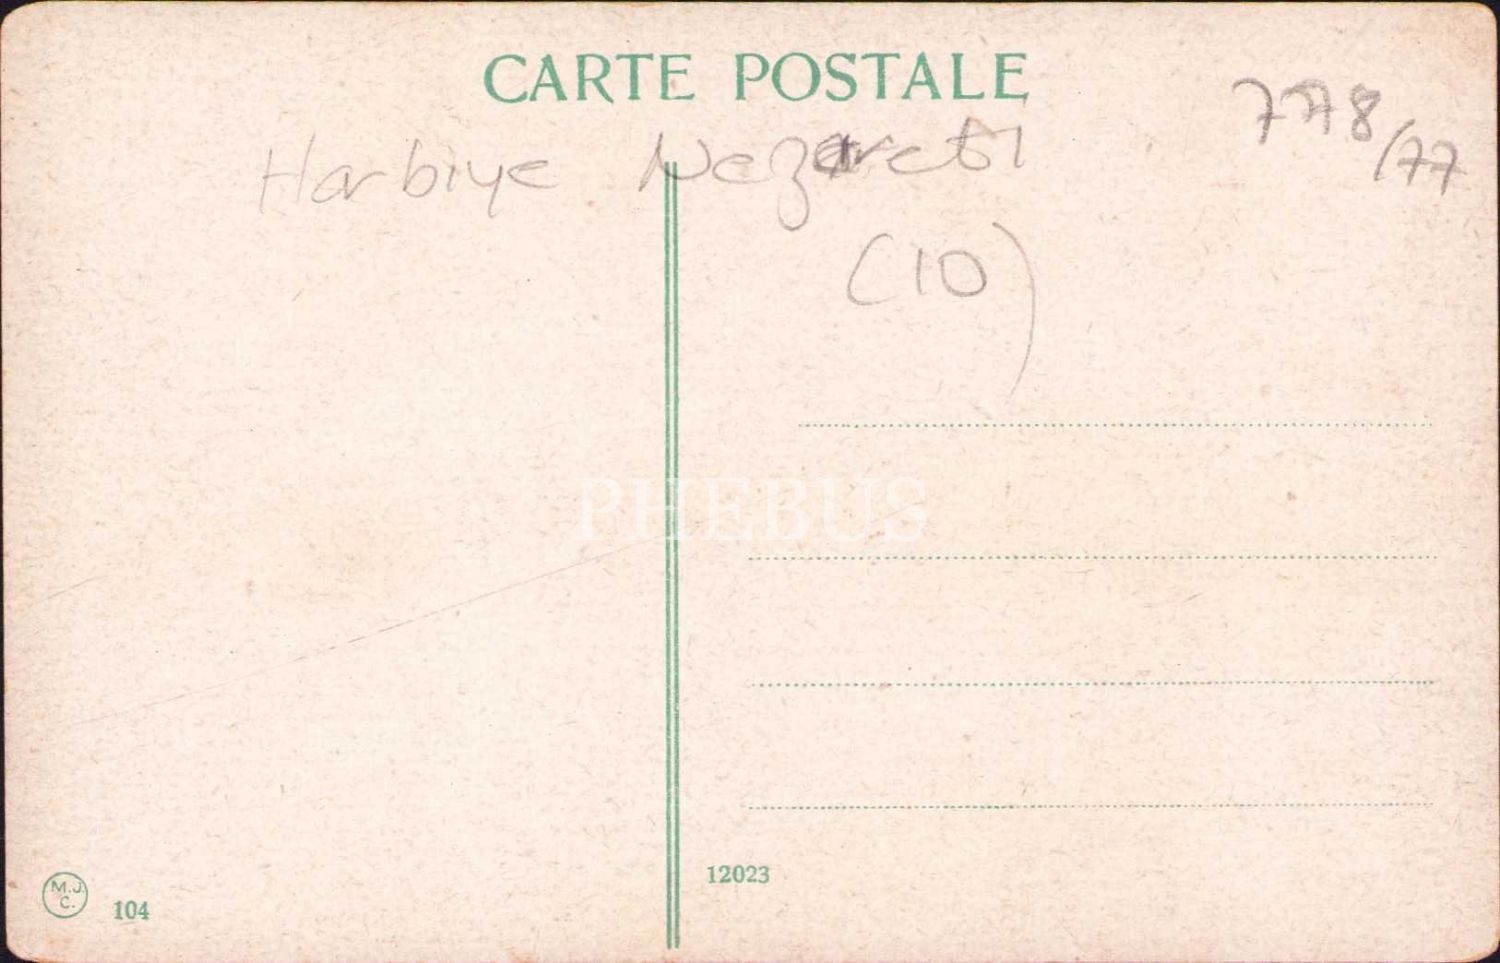 CARTE POSTALE
778/77
Harbiye Nezareti
(10)
PHEBUS
12023
M.J.
C.
104